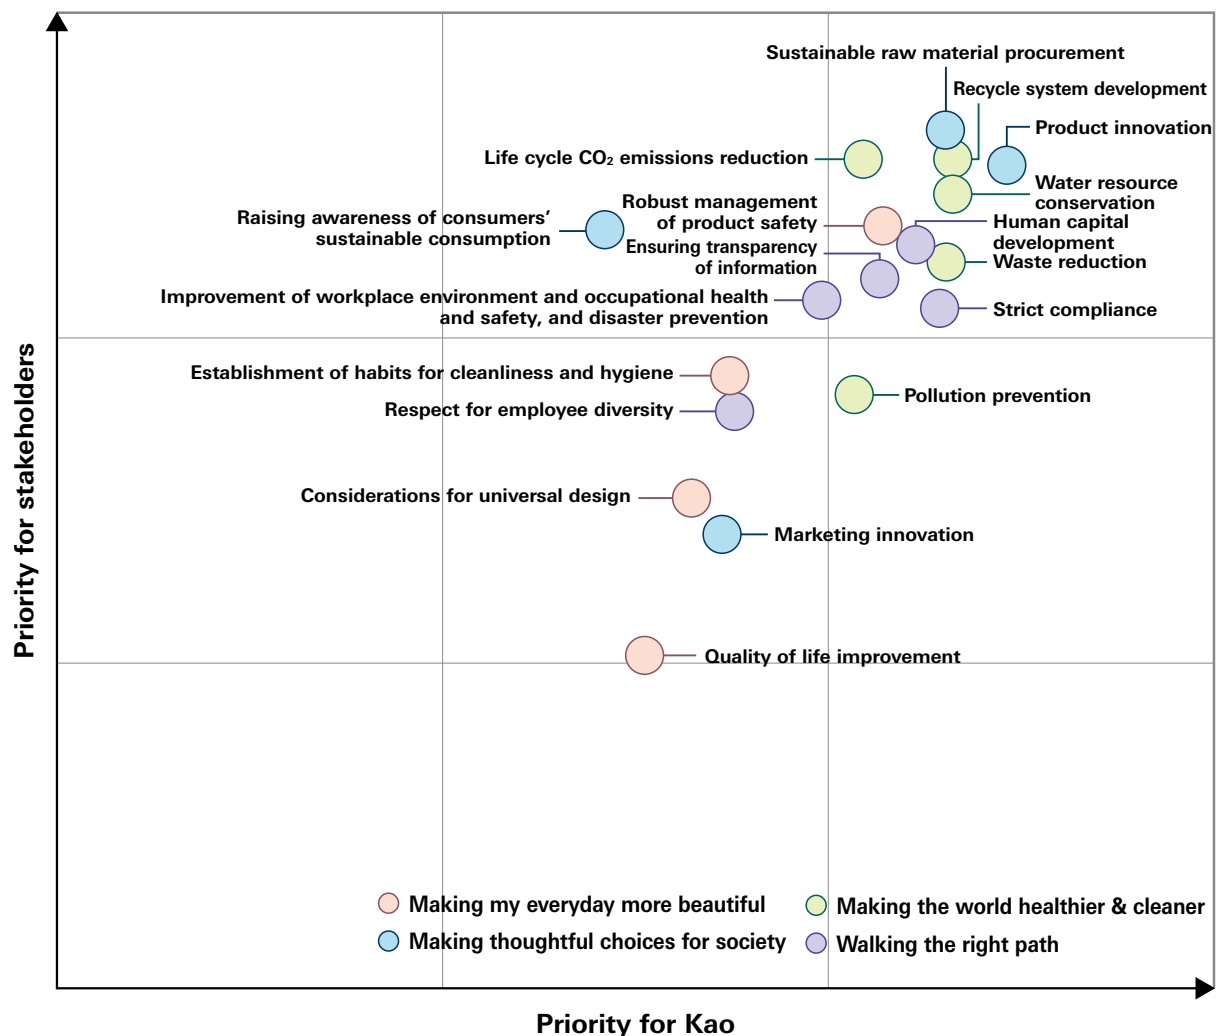 Sustainable raw material procurement
Recycle system development
Product innovation
Life cycle CO₂ emissions reduction
Water resource
conservation
Robust management
of product safety
Raising awareness of consumers’
sustainable consumption
Human capital
development
Ensuring transparency
of information
Waste reduction
Improvement of workplace environment and occupational health
and safety, and disaster prevention
Strict compliance
Establishment of habits for cleanliness and hygiene
Respect for employee diversity
Pollution prevention
Considerations for universal design
Marketing innovation
Quality of life improvement
Priority for stakeholders
Making my everyday more beautiful
Making the world healthier & cleaner
Making thoughtful choices for society
Walking the right path
Priority for Kao